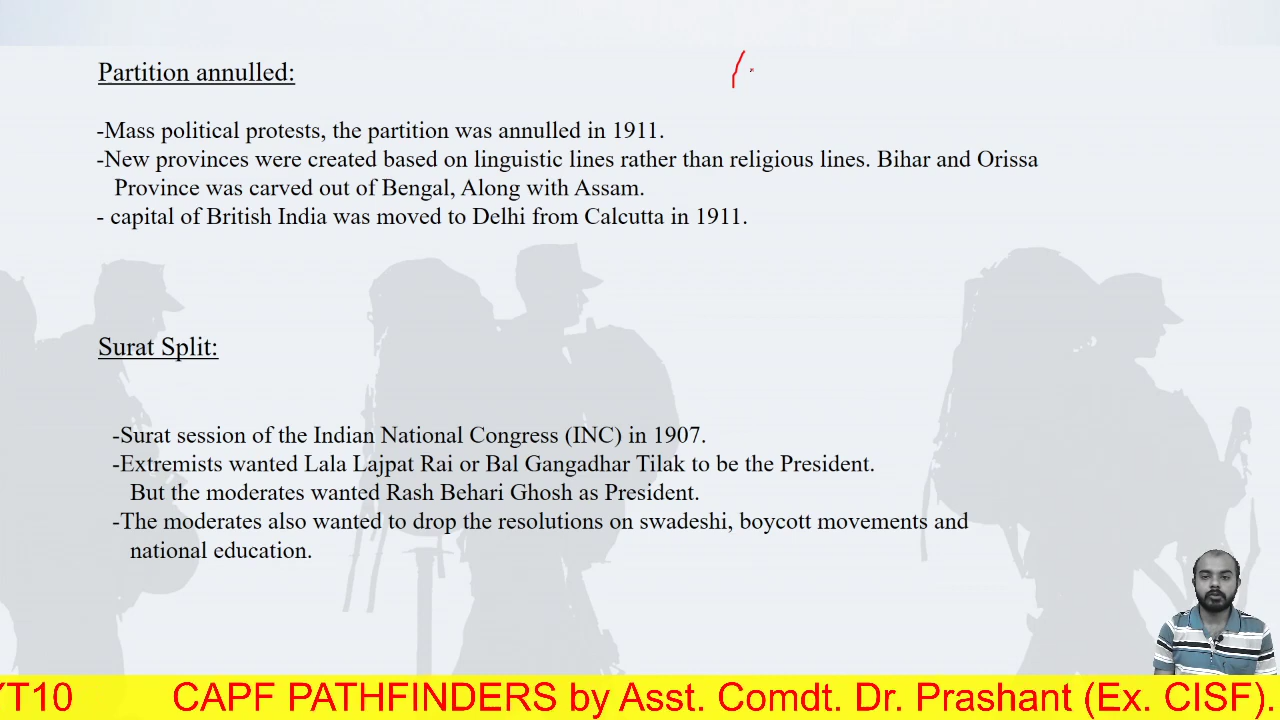 Partition annulled:
-Mass political protests, the partition was annulled in 1911.
-New provinces were created based on linguistic lines rather than religious lines. Bihar and Orissa
Province was carved out of Bengal, Along with Assam.
- capital of British India was moved to Delhi from Calcutta in 1911.
Surat Split:
-Surat session of the Indian National Congress (INC) in 1907.
-Extremists wanted Lala Lajpat Rai or Bal Gangadhar Tilak to be the President.
But the moderates wanted Rash Behari Ghosh as President.
-The moderates also wanted to drop the resolutions on swadeshi, boycott movements and
national education.
YT10 CAPF PATHFINDERS by Asst. Comdt. Dr. Prashant (Ex. CISF).